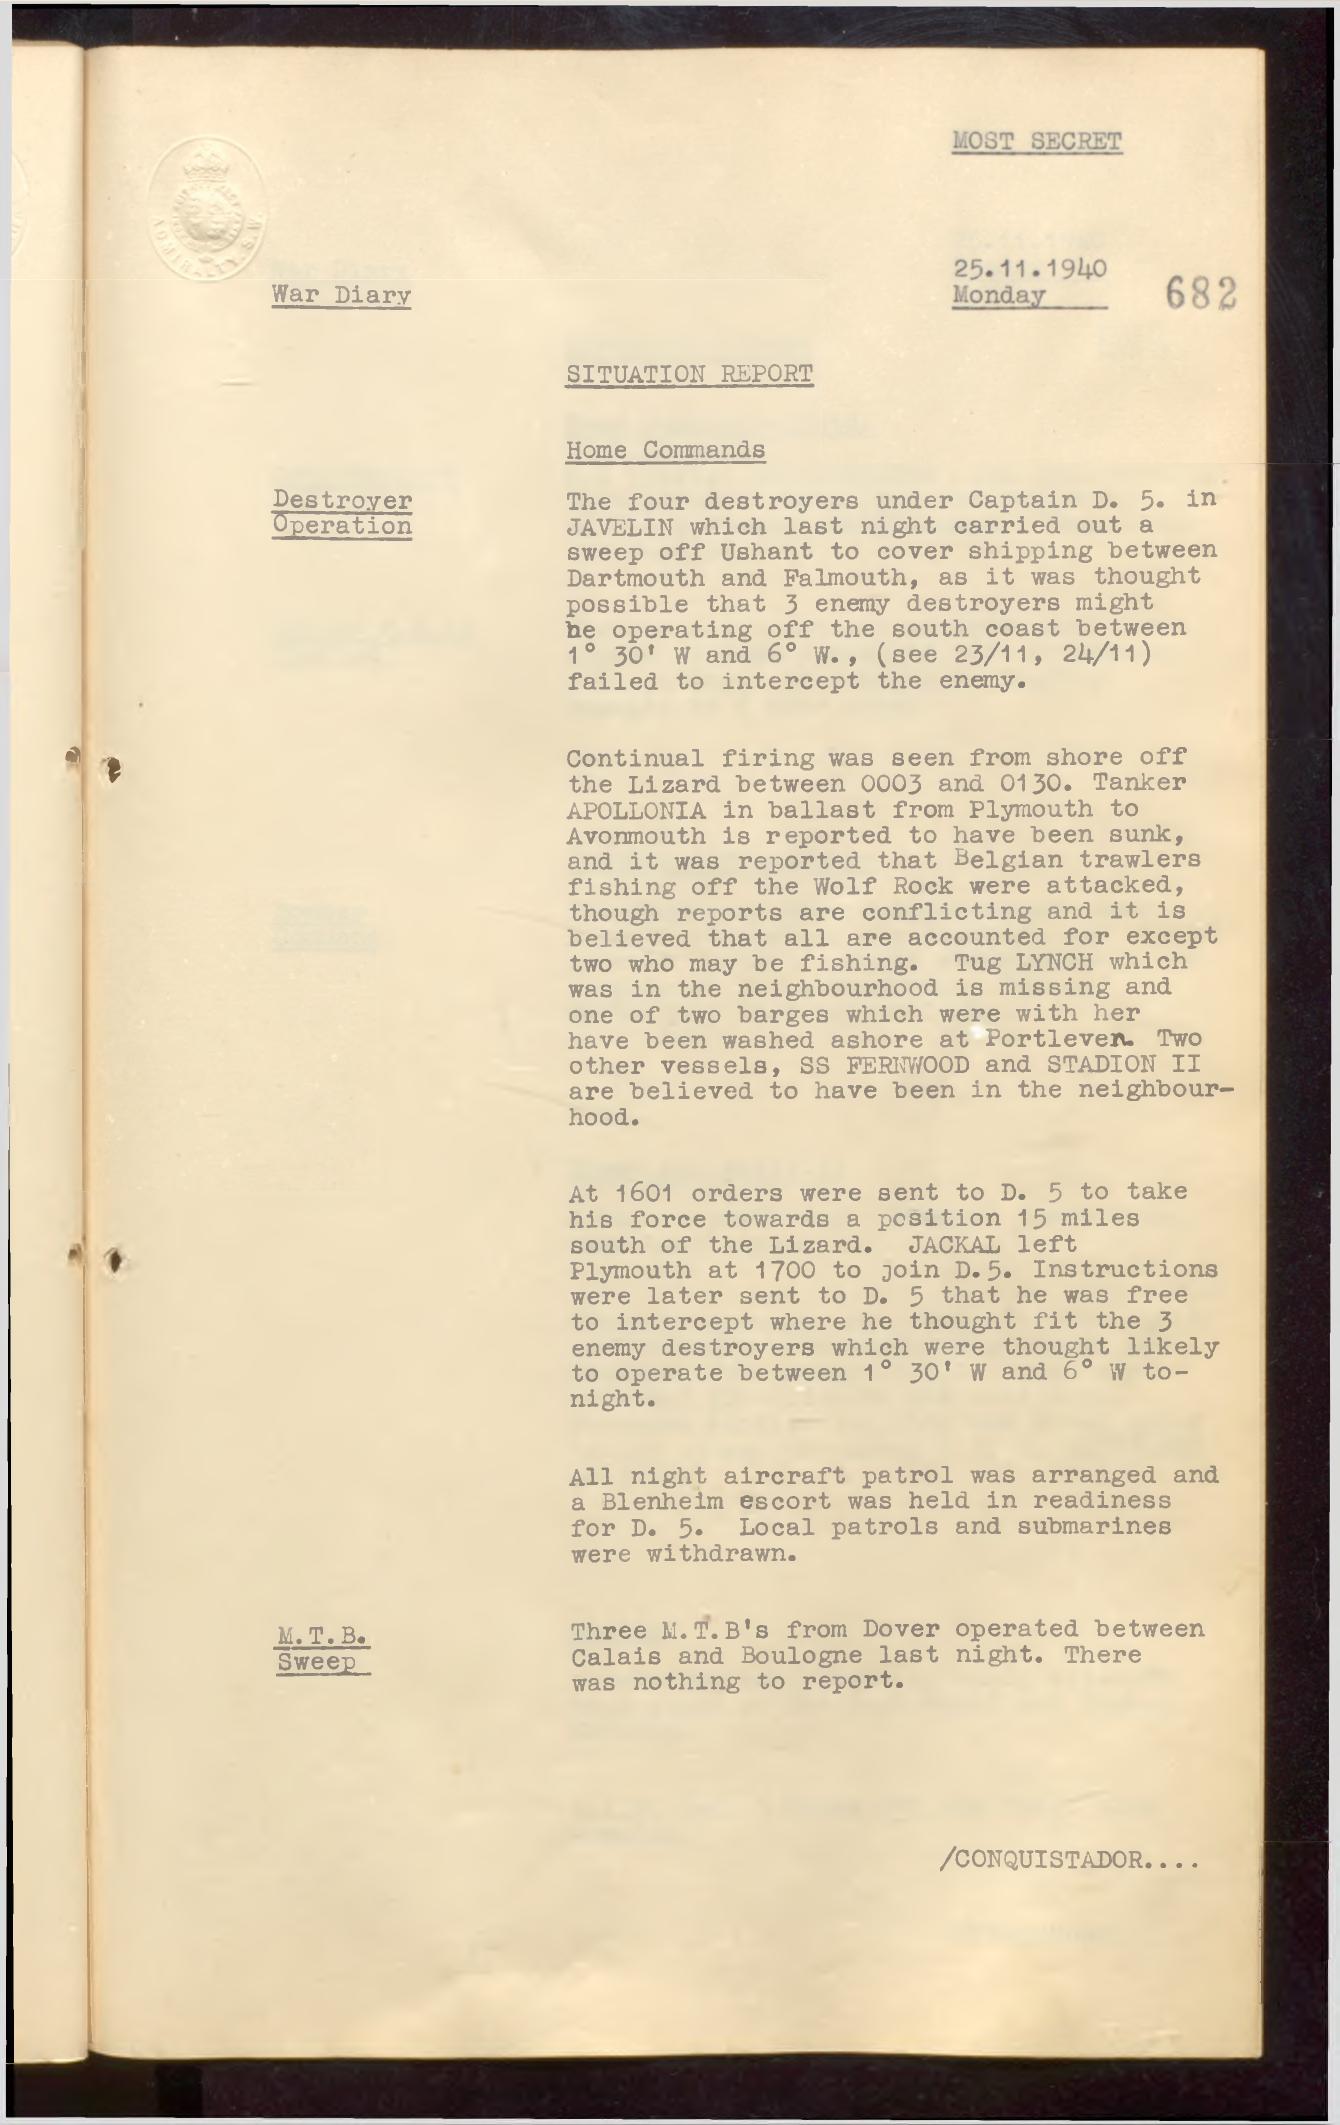 MOST SECRET
ADMIRALTY. S.W.
25.11.1940
War Diary
Monday
682
SITUATION REPORT
Home Commands
Destroyer
Operation
The four destroyers under Captain D. 5. in
JAVELIN which last night carried out a
sweep off Ushant to cover shipping between
Dartmouth and Falmouth, as it was thought
possible that 3 enemy destroyers might
be operating off the south coast between
1° 30' W and 6° W., (see 23/11, 24/11)
failed to intercept the enemy.
Continual firing was seen from shore off
the Lizard between 0003 and 0130. Tanker
APOLLONIA in ballast from Plymouth to
Avonmouth is reported to have been sunk,
and it was reported that Belgian trawlers
fishing off the Wolf Rock were attacked,
though reports are conflicting and it is
believed that all are accounted for except
two who may be fishing. Tug LYNCH which
was in the neighbourhood is missing and
one of two barges which were with her
have been washed ashore at Portleven. Two
other vessels, SS FERNWOOD and STADION II
are believed to have been in the neighbour-
hood.
At 1601 orders were sent to D. 5 to take
his force towards a position 15 miles
south of the Lizard. JACKAL left
Plymouth at 1700 to join D.5. Instructions
were later sent to D. 5 that he was free
to intercept where he thought fit the 3
enemy destroyers which were thought likely
to operate between 1° 30' W and 6° W to-
night.
All night aircraft patrol was arranged and
a Blenheim escort was held in readiness
for D. 5. Local patrols and submarines
were withdrawn.
M.T.B.
Sweep
Three M.T.B's from Dover operated between
Calais and Boulogne last night. There
was nothing to report.
/CONQUISTADOR....